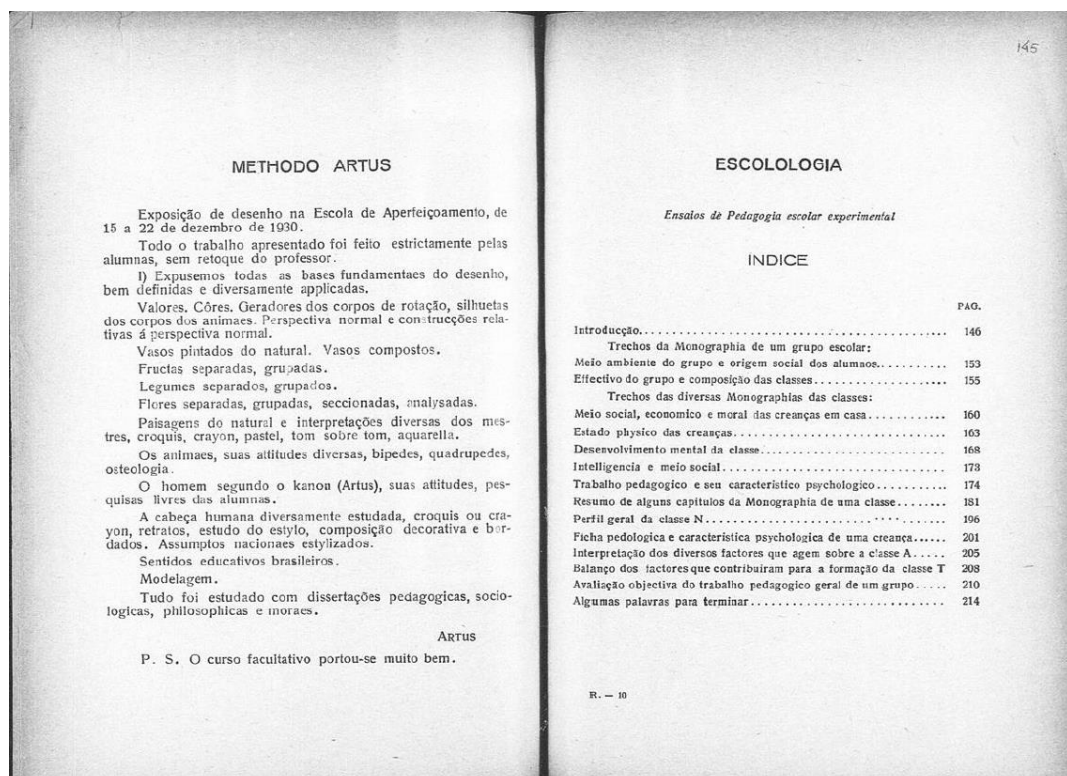 METHODO ARTUS
Exposição de desenho na Escola de Aperfeiçoamento, de
15 a 22 de dezembro de 1930.
Todo o trabalho apresentado foi feito estrictamente pelas
alumnas, sem retoque do professor.
I) Expusemos todas as bases fundamentaes do desenho,
bem definidas e diversamente applicadas.
Valores. Côres. Geradores dos corpos de rotação, silhuetas
dos corpos dos animaes. Perspectiva normal e construcções rela-
tivas á perspectiva normal.
Vasos pintados do natural. Vasos compostos.
Fructas separadas, grupadas.
Legumes separados, grupados.
Flores separadas, grupadas, seccionadas, analysadas.
Paisagens do natural e interpretações diversas dos mes-
tres, croquis, crayon, pastel, tom sobre tom, aquarella.
Os animaes, suas attitudes diversas, bipedes, quadrupedes,
osteologia.
O homem segundo o kanon (Artus), suas attitudes, pes-
quisas livres das alumnas.
A cabeça humana diversamente estudada, croquis ou cra-
yon, retratos, estudo do estylo, composição decorativa e bor-
dados. Assumptos nacionaes estylizados.
Sentidos educativos brasileiros.
Modelagem.
Tudo foi estudado com dissertações pedagogicas, socio-
logicas, philosophicas e moraes.
ARTUS
P. S. O curso facultativo portou-se muito bem.
145
ESCOLOLOGIA
Ensaios de Pedagogia escolar experimental
INDICE
PAG.
Introducção. 146
Trechos da Monographia de um grupo escolar:
Meio ambiente do grupo e origem social dos alumnos. 153
Effectivo do grupo e composição das classes. 155
Trechos das diversas Monographias das classes:
Meio social, economico e moral das creanças em casa. 160
Estado physico das creanças. 163
Desenvolvimento mental da classe. 168
Intelligencia e meio social. 173
Trabalho pedagogico e seu caracteristico psychologico. 174
Resumo de alguns capitulos da Monographia de uma classe. 181
Perfil geral da classe N. 196
Ficha pedologica e caracteristica psychologica de uma creança. 201
Interpretação dos diversos factores que agem sobre a classe A. 205
Balanço dos factores que contribuiram para a formação da classe T 208
Avaliação objectiva do trabalho pedagogico geral de um grupo. 210
Algumas palavras para terminar. 214
R. — 10